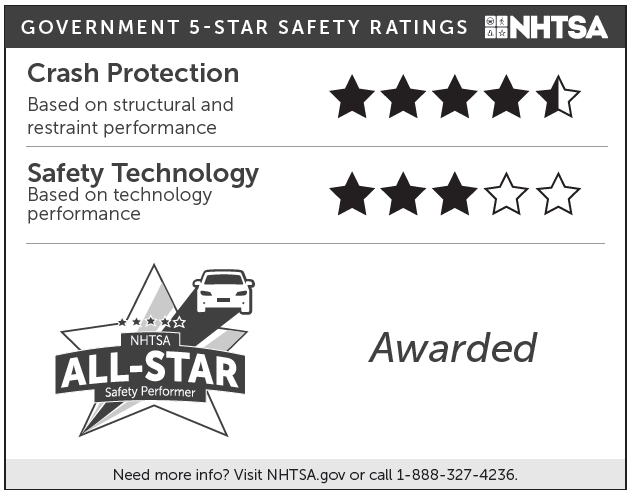 GOVERNMENT 5-STAR SAFETY RATINGS NHTSA
Crash Protection
Based on structural and
restraint performance
Safety Technology
Based on technology
performance
NHTSA
ALL-STAR
Safety Performer
Awarded
Need more info? Visit NHTSA.gov or call 1-888-327-4236.